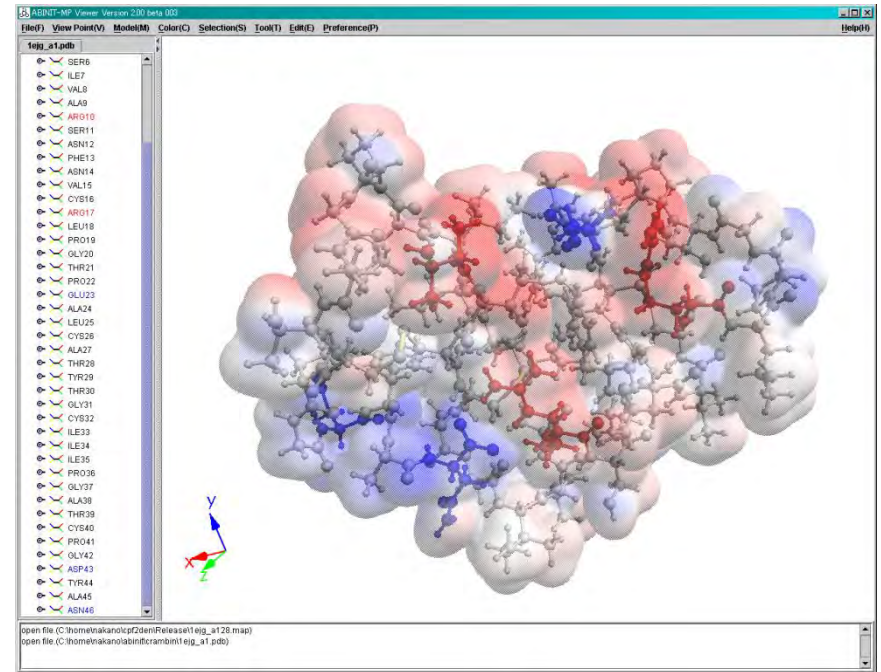 ABINIT-MP Viewer Version 2.00 beta 003
File(F) View Point(V) Model(M) Color(C) Selection(S) Tool(T) Edit(E) Preference(P) Help(H)
1ejg_a1.pdb
SER6
ILE7
VAL8
ALA9
ARG10
SER11
ASN12
PHE13
ASN14
VAL15
CYS16
ARG17
LEU18
PRO19
GLY20
THR21
PRO22
GLU23
ALA24
LEU25
CYS26
ALA27
THR28
TYR29
THR30
GLY31
CYS32
ILE33
ILE34
ILE35
PRO36
GLY37
ALA38
THR39
CYS40
PRO41
GLY42
ASP43
TYR44
ALA45
ASN46
y
x
z
open file.(C:\home\nakano\cpf2den\Release\1ejg_a128.map)
open file.(C:\home\nakano\abinit\crambin\1ejg_a1.pdb)